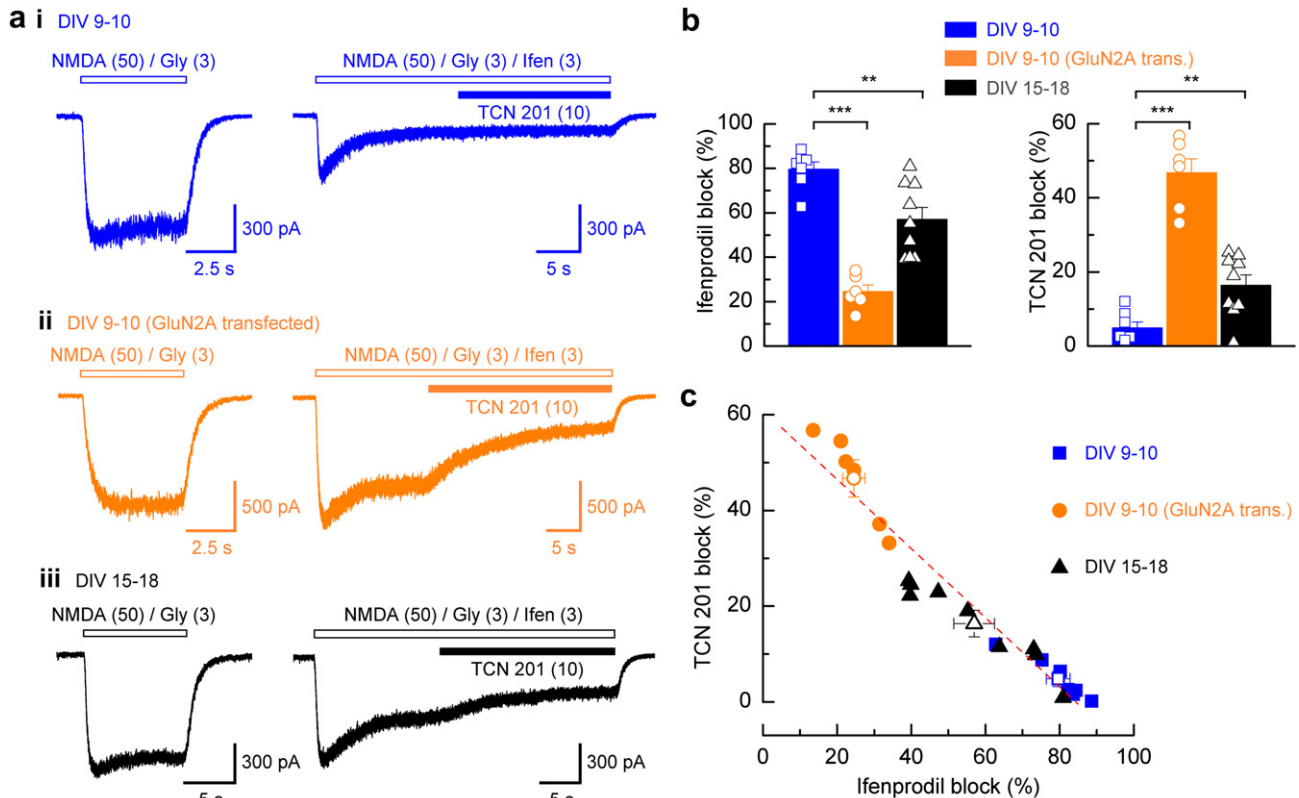 a i DIV 9-10
NMDA (50) / Gly (3)
NMDA (50) / Gly (3) / Ifen (3)
TCN 201 (10)
300 pA
2.5 s
300 pA
5 s
ii DIV 9-10 (GluN2A transfected)
NMDA (50) / Gly (3)
NMDA (50) / Gly (3) / Ifen (3)
TCN 201 (10)
500 pA
2.5 s
500 pA
5 s
iii DIV 15-18
NMDA (50) / Gly (3)
NMDA (50) / Gly (3) / Ifen (3)
TCN 201 (10)
300 pA
5 s
300 pA
5 s
b
DIV 9-10
DIV 9-10 (GluN2A trans.)
DIV 15-18
**
***
100
80
60
40
20
0
Ifenprodil block (%)
**
***
60
40
20
0
TCN 201 block (%)
c
60
40
20
0
TCN 201 block (%)
DIV 9-10
DIV 9-10 (GluN2A trans.)
DIV 15-18
0 20 40 60 80 100
Ifenprodil block (%)